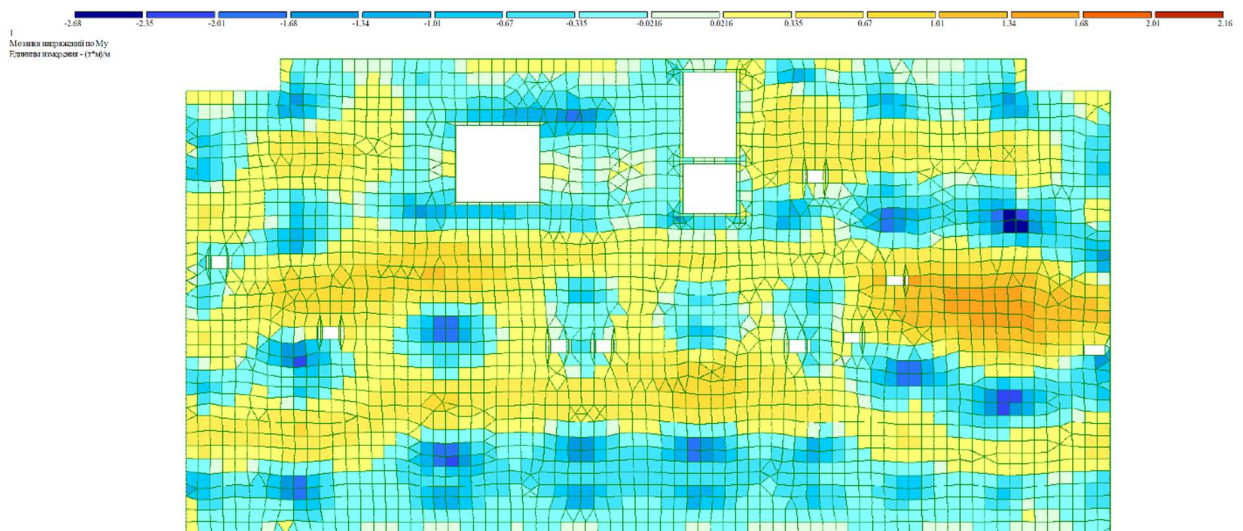 -2.68 -2.35 -2.01 -1.68 -1.34 -1.01 -0.67 -0.335 -0.0216 0.0216 0.335 0.67 1.01 1.34 1.68 2.01 2.16
1
Мозаика напряжений по My
Единицы измерения - (т*м)/м